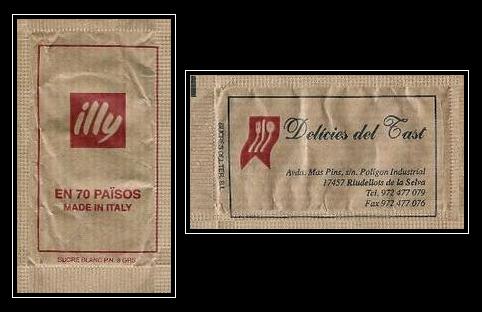 illy
EN 70 PAÏSOS
MADE IN ITALY
SUCRE BLANC P.N. 8 GRS
Delícies del Tast
Avda. Mas Pins, s/n. Polígon Industrial
17457 Riudellots de la Selva
Tel. 972 477 079
Fax 972 477 076